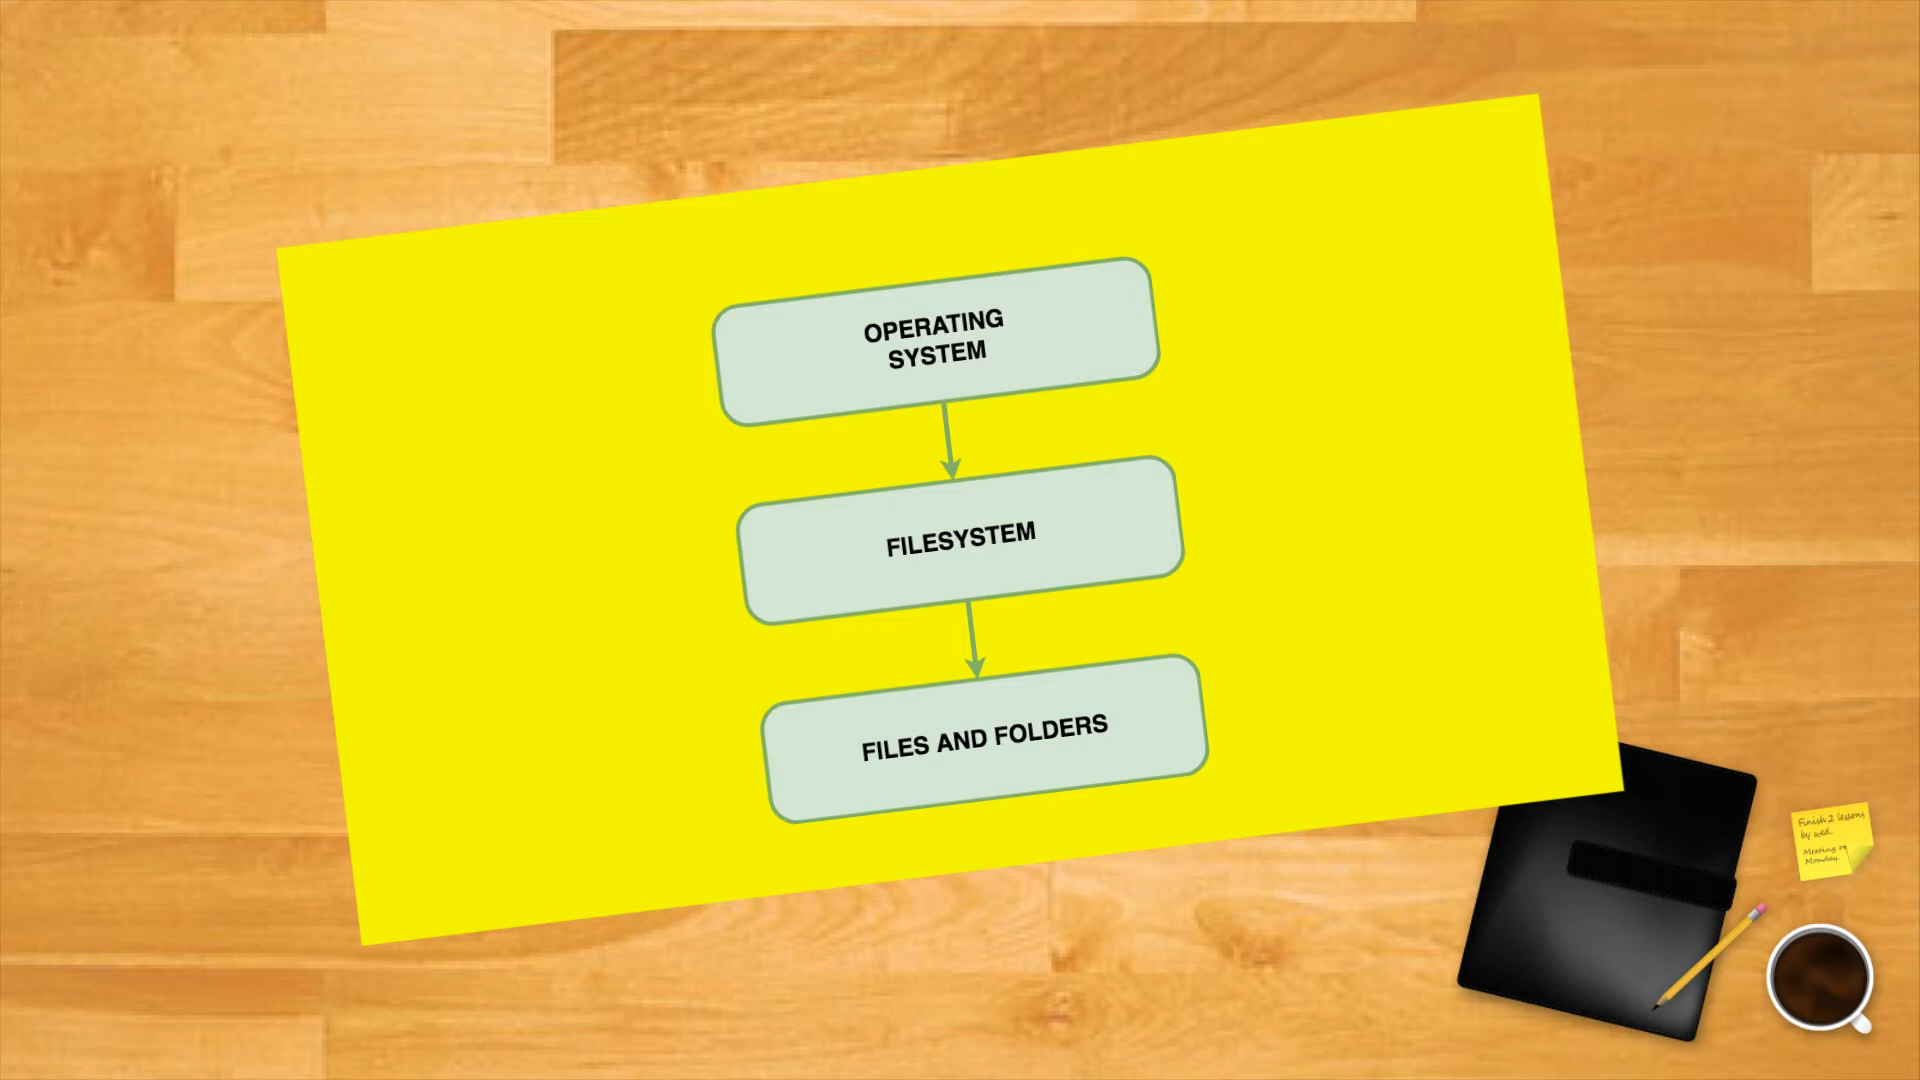 OPERATING
SYSTEM
FILESYSTEM
FILES AND FOLDERS
Finish 2 lessons
by wed.
Meeting on
Monday.